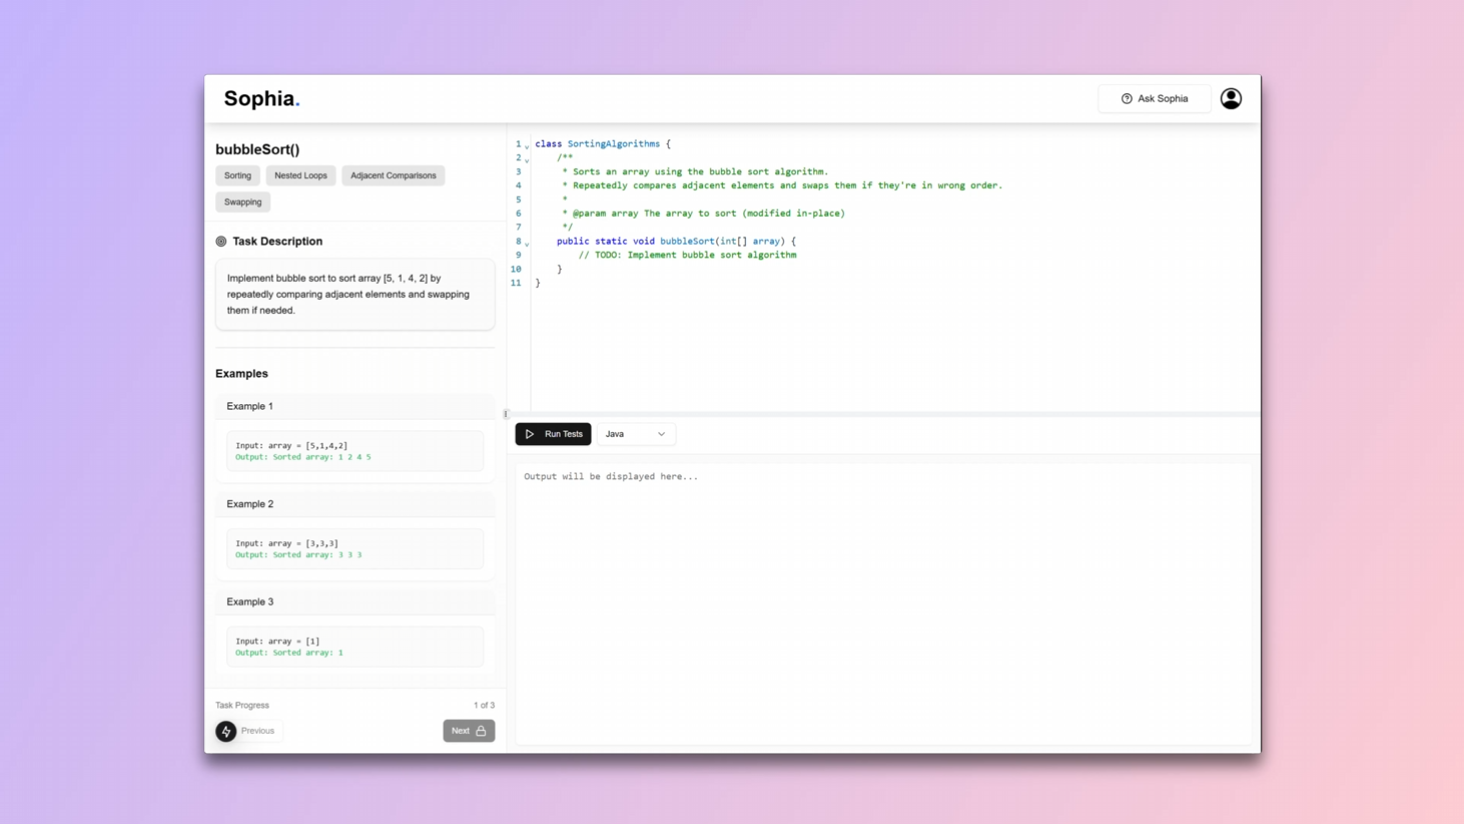 Sophia.
Ask Sophia
bubbleSort()
Sorting
Nested Loops
Adjacent Comparisons
Swapping
Task Description
Implement bubble sort to sort array [5, 1, 4, 2] by
repeatedly comparing adjacent elements and swapping
them if needed.
Examples
Example 1
Input: array = [5,1,4,2]
Output: Sorted array: 1 2 4 5
Example 2
Input: array = [3,3,3]
Output: Sorted array: 3 3 3
Example 3
Input: array = [1]
Output: Sorted array: 1
Task Progress
1 of 3
Previous
Next
1 class SortingAlgorithms {
2 /**
3 * Sorts an array using the bubble sort algorithm.
4 * Repeatedly compares adjacent elements and swaps them if they're in wrong order.
5 *
6 * @param array The array to sort (modified in-place)
7 */
8 public static void bubbleSort(int[] array) {
9 // TODO: Implement bubble sort algorithm
10 }
11 }
Run Tests
Java
Output will be displayed here...